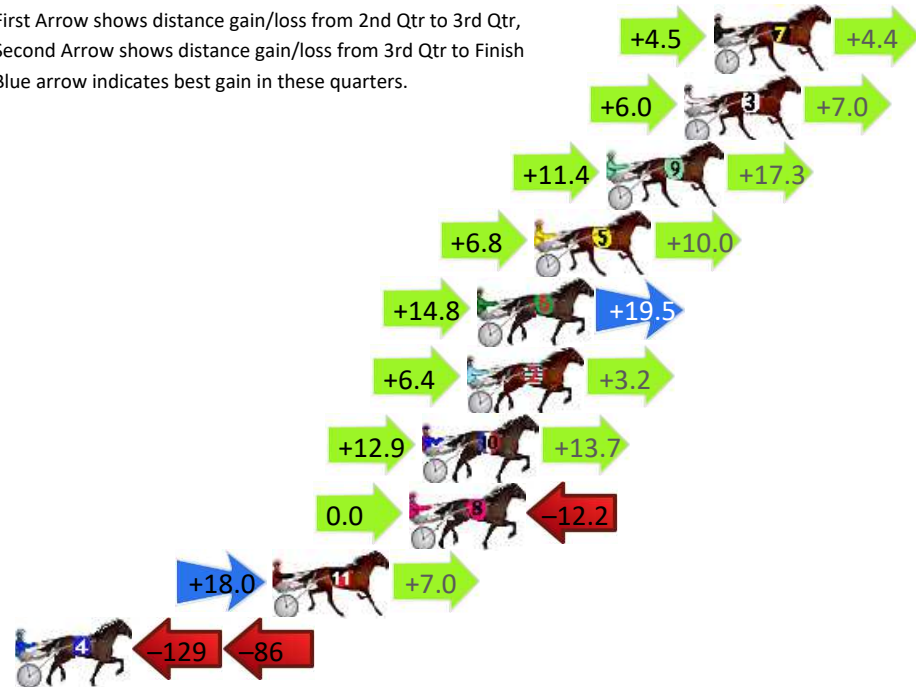 First Arrow shows distance gain/loss from 2nd Qtr to 3rd Qtr,
Second Arrow shows distance gain/loss from 3rd Qtr to Finish
Blue arrow indicates best gain in these quarters.
+4.5 7 +4.4
+6.0 3 +7.0
+11.4 9 +17.3
+6.8 5 +10.0
+14.8 6 +19.5
+6.4 +3.2
+12.9 10 +13.7
0.0 8 −12.2
+18.0 11 +7.0
4 −129 −86